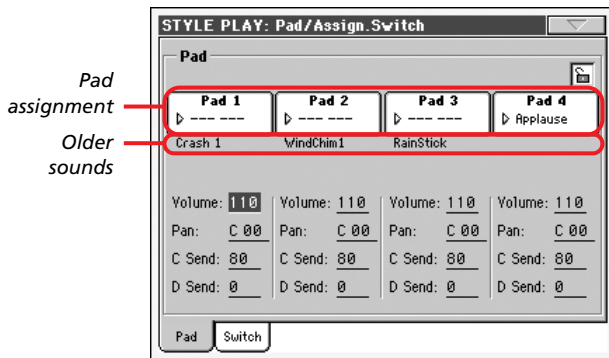 STYLE PLAY: Pad/Assign.Switch
Pad
Pad assignment
Pad 1 Pad 2 Pad 3 Pad 4
--- --- --- --- --- --- Applause
Older sounds
Crash 1 WindChim1 RainStick
Volume: 110 Volume: 110 Volume: 110 Volume: 110
Pan: C 00 Pan: C 00 Pan: C 00 Pan: C 00
C Send: 80 C Send: 80 C Send: 80 C Send: 80
D Send: 0 D Send: 0 D Send: 0 D Send: 0
Pad Switch